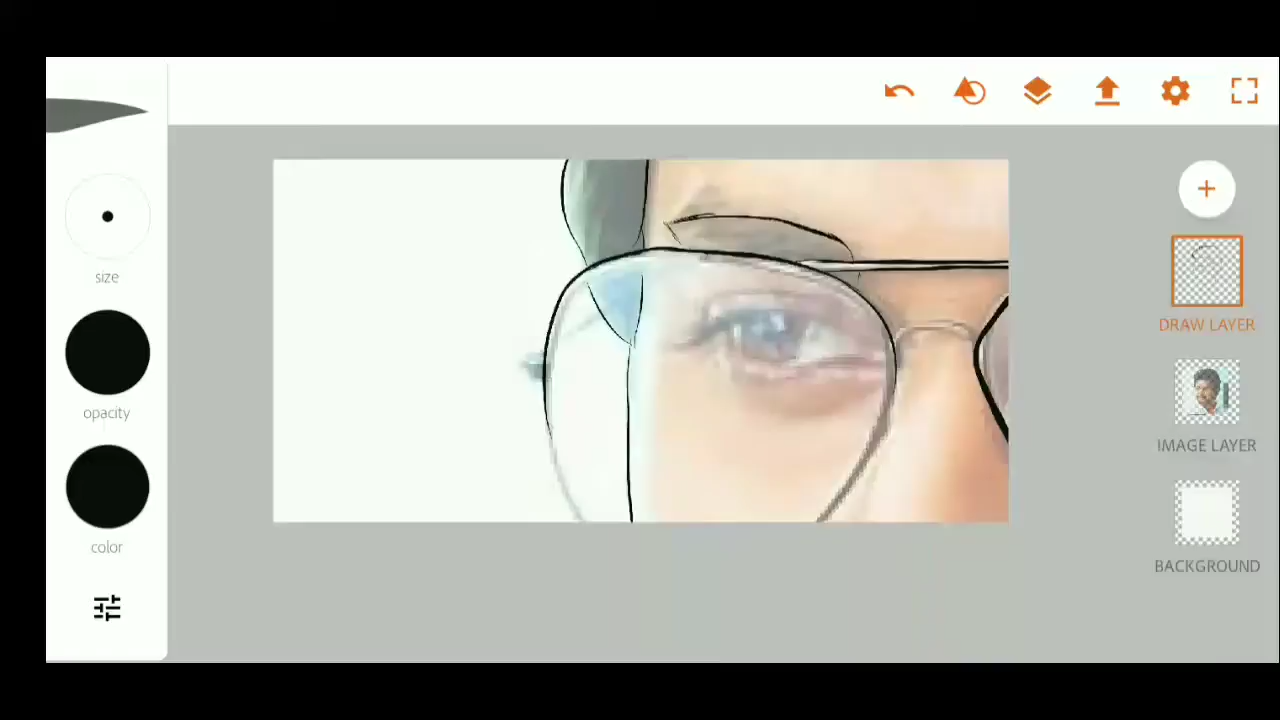 size
opacity
color
DRAW LAYER
IMAGE LAYER
BACKGROUND